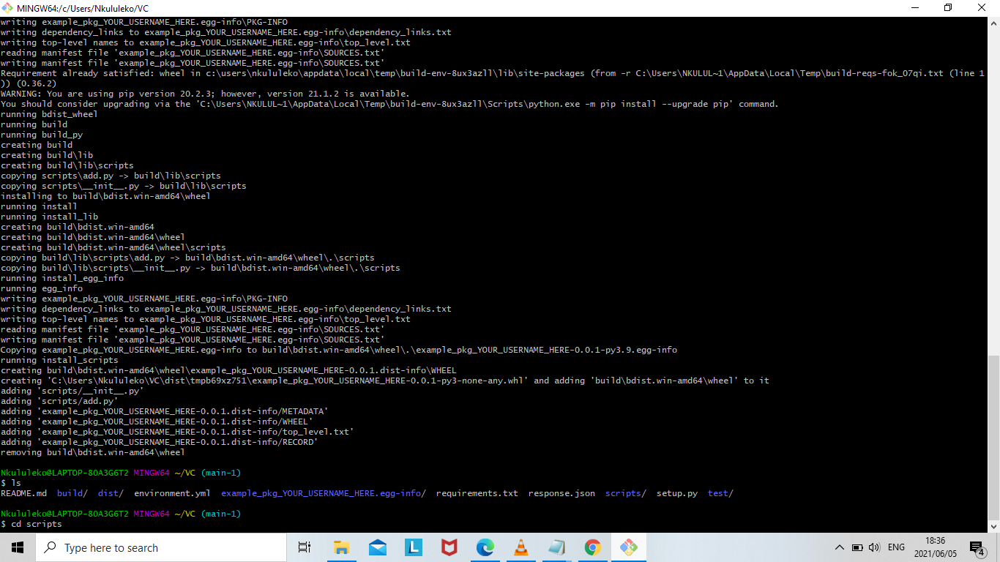 MINGW64:/c/Users/Nkululeko/VC
writing example_pkg_YOUR_USERNAME_HERE.egg-info\PKG-INFO
writing dependency_links to example_pkg_YOUR_USERNAME_HERE.egg-info\dependency_links.txt
writing top-level names to example_pkg_YOUR_USERNAME_HERE.egg-info\top_level.txt
reading manifest file 'example_pkg_YOUR_USERNAME_HERE.egg-info\SOURCES.txt'
writing manifest file 'example_pkg_YOUR_USERNAME_HERE.egg-info\SOURCES.txt'
Requirement already satisfied: wheel in c:\users\nkululeko\appdata\local\temp\build-env-8ux3azll\lib\site-packages (from -r C:\Users\NKULUL~1\AppData\Local\Temp\build-reqs-fok_07qi.txt (line 1
)) (0.36.2)
WARNING: You are using pip version 20.2.3; however, version 21.1.2 is available.
You should consider upgrading via the 'C:\Users\NKULUL~1\AppData\Local\Temp\build-env-8ux3azll\Scripts\python.exe -m pip install --upgrade pip' command.
running bdist_wheel
running build
running build_py
creating build
creating build\lib
creating build\lib\scripts
copying scripts\add.py -> build\lib\scripts
copying scripts\__init__.py -> build\lib\scripts
installing to build\bdist.win-amd64\wheel
running install
running install_lib
creating build\bdist.win-amd64
creating build\bdist.win-amd64\wheel
creating build\bdist.win-amd64\wheel\scripts
copying build\lib\scripts\add.py -> build\bdist.win-amd64\wheel\.\scripts
copying build\lib\scripts\__init__.py -> build\bdist.win-amd64\wheel\.\scripts
running install_egg_info
running egg_info
writing example_pkg_YOUR_USERNAME_HERE.egg-info\PKG-INFO
writing dependency_links to example_pkg_YOUR_USERNAME_HERE.egg-info\dependency_links.txt
writing top-level names to example_pkg_YOUR_USERNAME_HERE.egg-info\top_level.txt
reading manifest file 'example_pkg_YOUR_USERNAME_HERE.egg-info\SOURCES.txt'
writing manifest file 'example_pkg_YOUR_USERNAME_HERE.egg-info\SOURCES.txt'
Copying example_pkg_YOUR_USERNAME_HERE.egg-info to build\bdist.win-amd64\wheel\.\example_pkg_YOUR_USERNAME_HERE-0.0.1-py3.9.egg-info
running install_scripts
creating build\bdist.win-amd64\wheel\example_pkg_YOUR_USERNAME_HERE-0.0.1.dist-info\WHEEL
creating 'C:\Users\Nkululeko\VC\dist\tmpb69xz751\example_pkg_YOUR_USERNAME_HERE-0.0.1-py3-none-any.whl' and adding 'build\bdist.win-amd64\wheel' to it
adding 'scripts/__init__.py'
adding 'scripts/add.py'
adding 'example_pkg_YOUR_USERNAME_HERE-0.0.1.dist-info/METADATA'
adding 'example_pkg_YOUR_USERNAME_HERE-0.0.1.dist-info/WHEEL'
adding 'example_pkg_YOUR_USERNAME_HERE-0.0.1.dist-info/top_level.txt'
adding 'example_pkg_YOUR_USERNAME_HERE-0.0.1.dist-info/RECORD'
removing build\bdist.win-amd64\wheel
Nkululeko@LAPTOP-8OA3G6T2 MINGW64 ~/VC (main-1)
$ ls
README.md build/ dist/ environment.yml example_pkg_YOUR_USERNAME_HERE.egg-info/ requirements.txt response.json scripts/ setup.py test/
Nkululeko@LAPTOP-8OA3G6T2 MINGW64 ~/VC (main-1)
$ cd scripts
Type here to search
L
ENG
18:36
2021/06/05
4